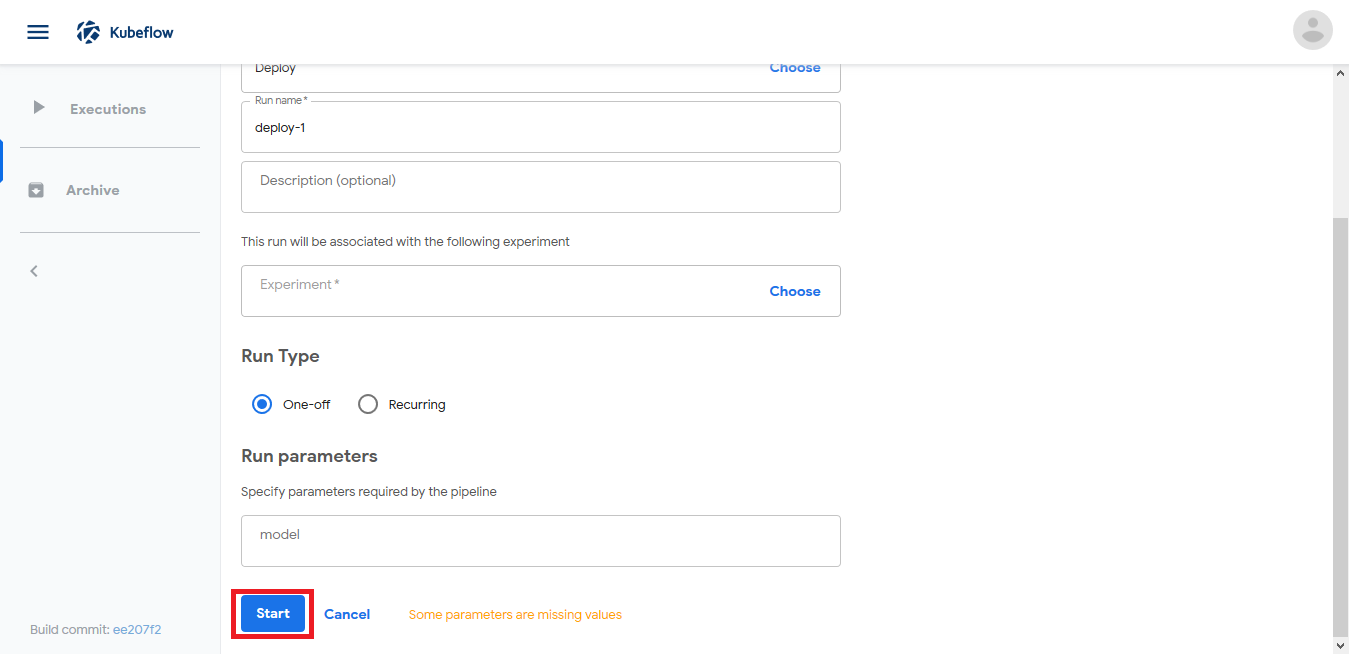 Kubeflow
Executions
Archive
Build commit: ee207f2
Deploy
Choose
Run name *
deploy-1
Description (optional)
This run will be associated with the following experiment
Experiment *
Choose
Run Type
One-off
Recurring
Run parameters
Specify parameters required by the pipeline
model
Start
Cancel
Some parameters are missing values